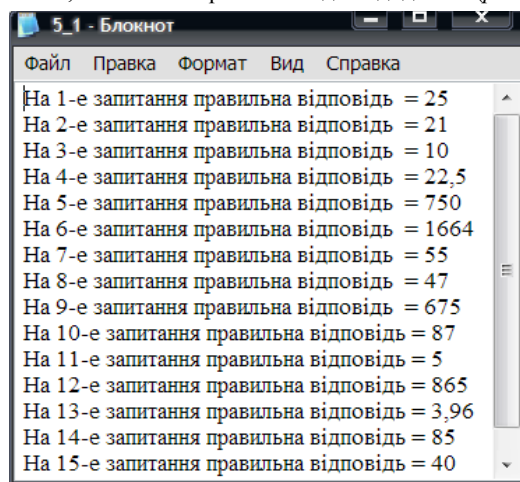 5_1 - Блокнот
Файл Правка Формат Вид Справка
На 1-е запитання правильна відповідь = 25
На 2-е запитання правильна відповідь = 21
На 3-е запитання правильна відповідь = 10
На 4-е запитання правильна відповідь = 22,5
На 5-е запитання правильна відповідь = 750
На 6-е запитання правильна відповідь = 1664
На 7-е запитання правильна відповідь = 55
На 8-е запитання правильна відповідь = 47
На 9-е запитання правильна відповідь = 675
На 10-е запитання правильна відповідь = 87
На 11-е запитання правильна відповідь = 5
На 12-е запитання правильна відповідь = 865
На 13-е запитання правильна відповідь = 3,96
На 14-е запитання правильна відповідь = 85
На 15-е запитання правильна відповідь = 40